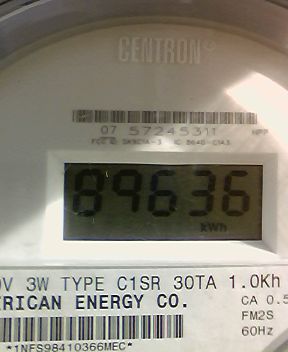 CENTRON®
07 57245311
89636
kWh
V 3W TYPE C1SR 30TA 1.0Kh
ERICAN ENERGY CO.
CA 0.5
FM2S
60Hz
*1NFS98410366MEC*